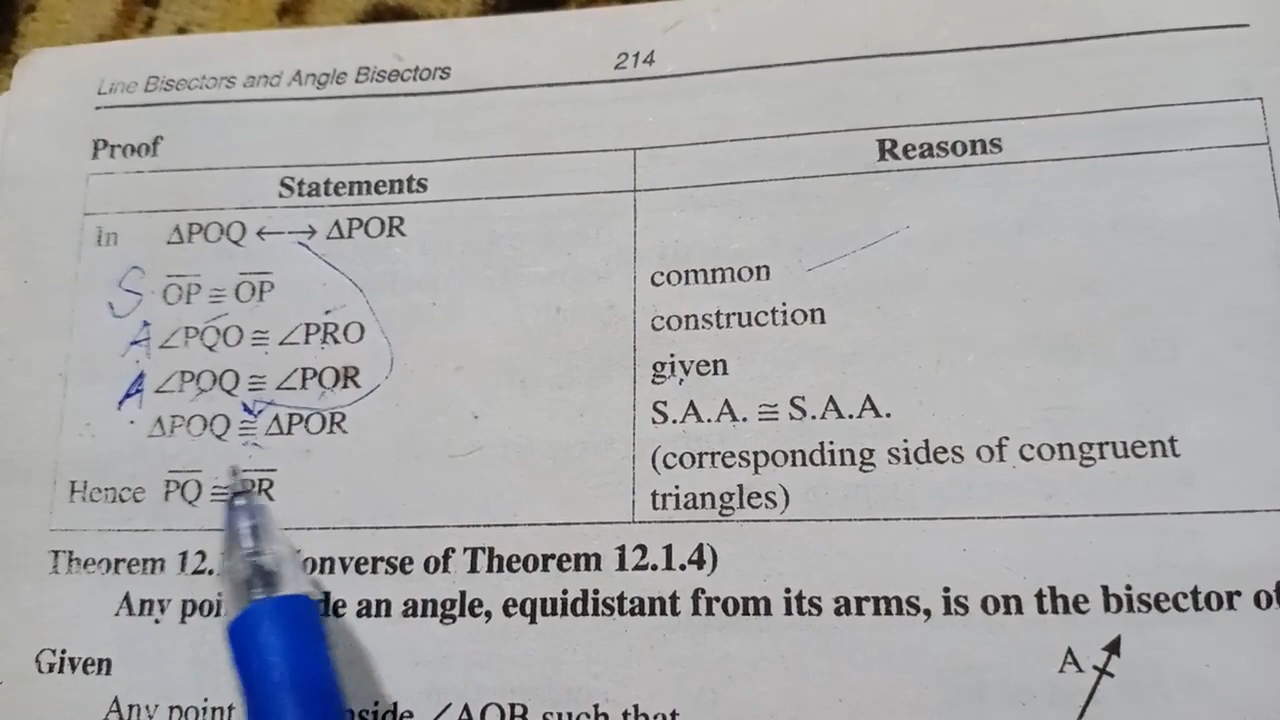 Line Bisectors and Angle Bisectors 214
Proof
Statements Reasons
In ΔPOQ ←→ ΔPOR
S OP ≅ OP common
A ∠PQO ≅ ∠PRO construction
A ∠POQ ≅ ∠POR given
∴ ΔPOQ ≅ ΔPOR S.A.A. ≅ S.A.A.
(corresponding sides of congruent
Hence PQ ≅ PR triangles)
Theorem 12. onverse of Theorem 12.1.4)
Any poi de an angle, equidistant from its arms, is on the bisector of
Given
A
Any point side ∠AOB such that